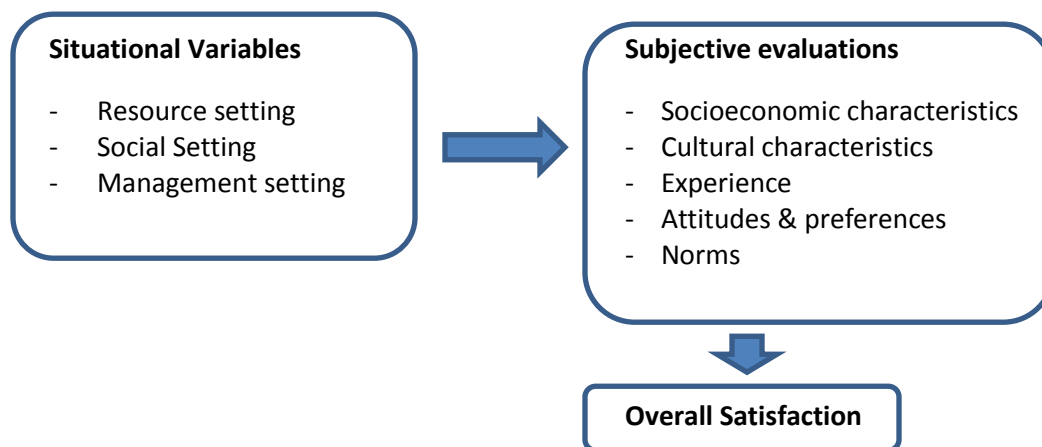 Situational Variables
- Resource setting
- Social Setting
- Management setting
Subjective evaluations
- Socioeconomic characteristics
- Cultural characteristics
- Experience
- Attitudes & preferences
- Norms
Overall Satisfaction